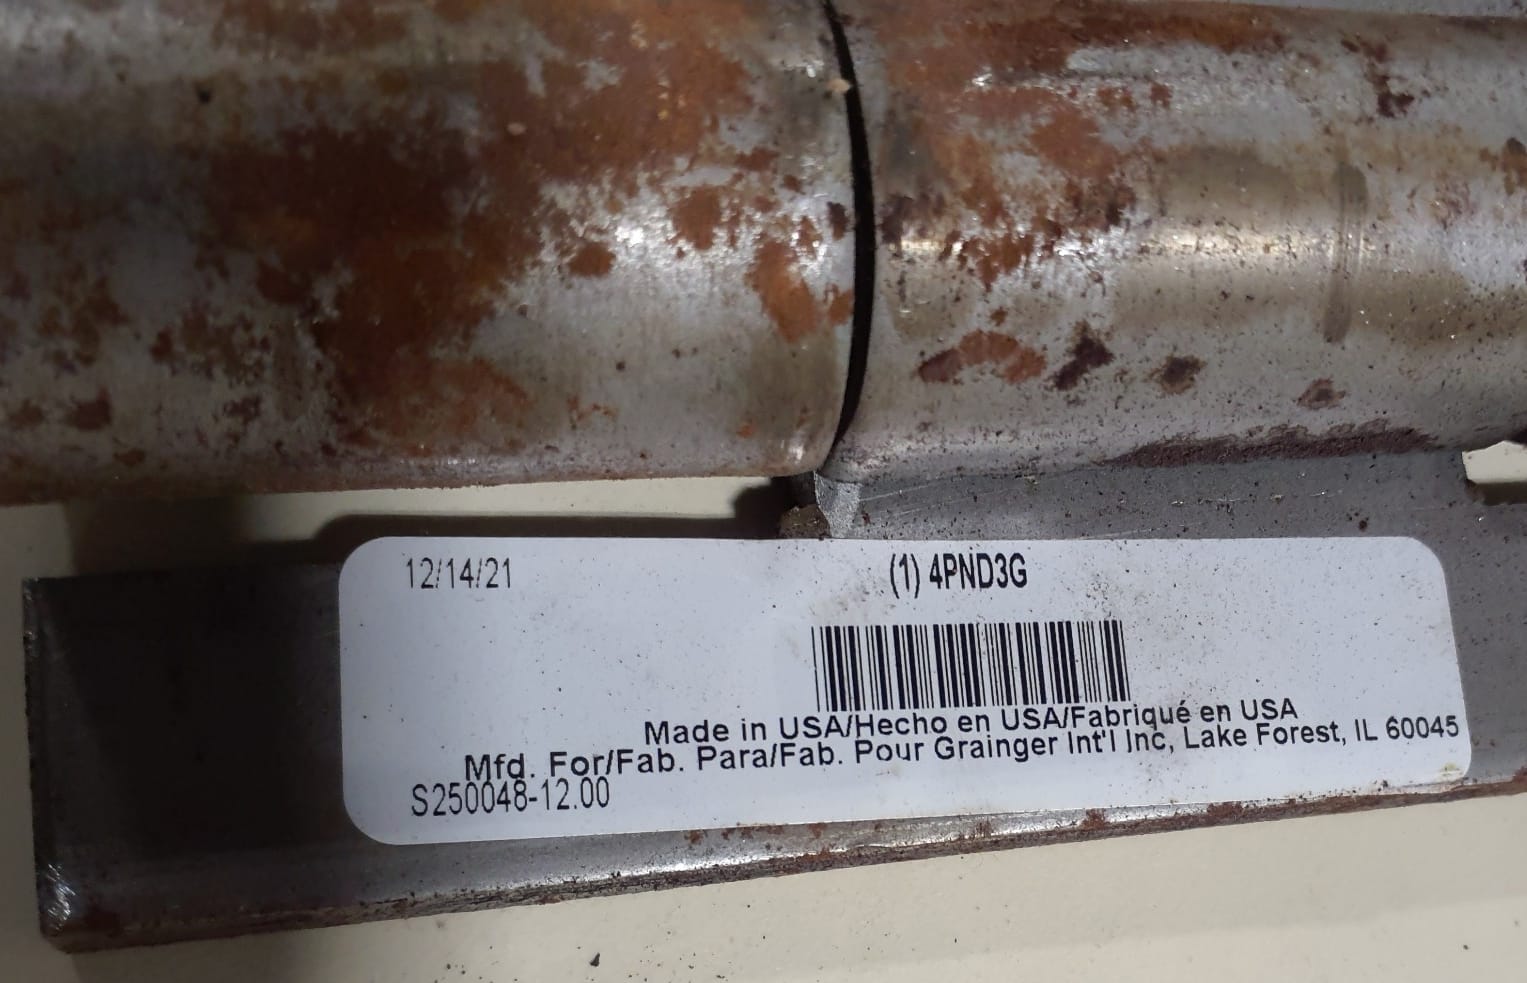 12/14/21
(1) 4PND3G
Made in USA/Hecho en USA/Fabriqué en USA
Mfd. For/Fab. Para/Fab. Pour Grainger Int'l Inc, Lake Forest, IL 60045
S250048-12.00